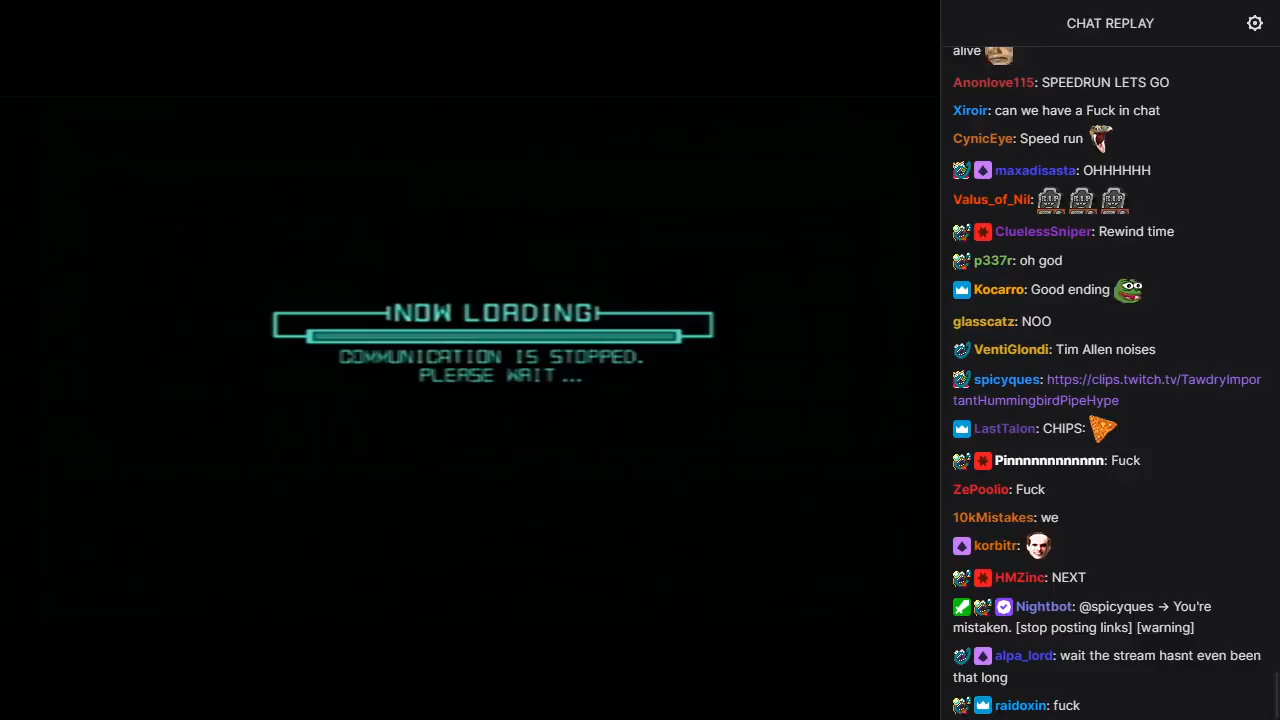 CHAT REPLAY
alive
Anonlove115: SPEEDRUN LETS GO
Xiroir: can we have a Fuck in chat
CynicEye: Speed run
maxadisasta: OHHHHHH
Valus_of_Nil:
CluelessSniper: Rewind time
p337r: oh god
Kocarro: Good ending
glasscatz: NOO
VentiGlondi: Tim Allen noises
spicyques: https://clips.twitch.tv/TawdryImpor
tantHummingbirdPipeHype
LastTalon: CHIPS:
Pinnnnnnnnnnnn: Fuck
ZePoolio: Fuck
10kMistakes: we
korbitr:
HMZinc: NEXT
Nightbot: @spicyques → You're
mistaken. [stop posting links] [warning]
alpa_lord: wait the stream hasnt even been
that long
raidoxin: fuck
NOW LOADING
COMMUNICATION IS STOPPED.
PLEASE WAIT...